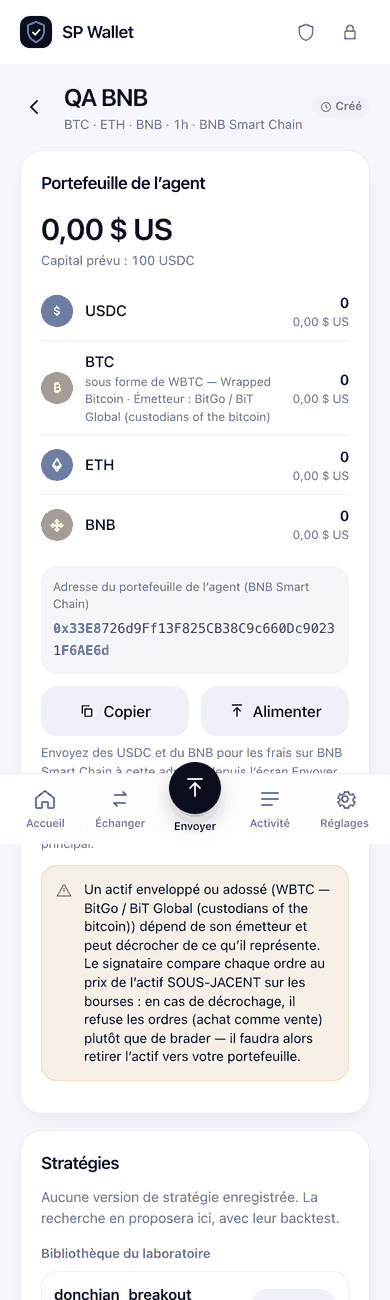 SP Wallet
QA BNB
BTC · ETH · BNB · 1h · BNB Smart Chain
Créé
Portefeuille de l’agent
0,00 $ US
Capital prévu : 100 USDC
USDC
0
0,00 $ US
BTC
sous forme de WBTC — Wrapped
Bitcoin · Émetteur : BitGo / BiT
Global (custodians of the bitcoin)
0
0,00 $ US
ETH
0
0,00 $ US
BNB
0
0,00 $ US
Adresse du portefeuille de l’agent (BNB Smart
Chain)
0x33E8726d9Ff13F825CB38C9c660Dc9023
1F6AE6d
Copier
Alimenter
Envoyez des USDC et du BNB pour les frais sur BNB
Smart Chain à cette adresse depuis l’écran Envoyer
Accueil
Échanger
Envoyer
Activité
Réglages
principal.
Un actif enveloppé ou adossé (WBTC —
BitGo / BiT Global (custodians of the
bitcoin)) dépend de son émetteur et
peut décrocher de ce qu’il représente.
Le signataire compare chaque ordre au
prix de l’actif SOUS-JACENT sur les
bourses : en cas de décrochage, il
refuse les ordres (achat comme vente)
plutôt que de brader — il faudra alors
retirer l’actif vers votre portefeuille.
Stratégies
Aucune version de stratégie enregistrée. La
recherche en proposera ici, avec leur backtest.
Bibliothèque du laboratoire
donchian_breakout